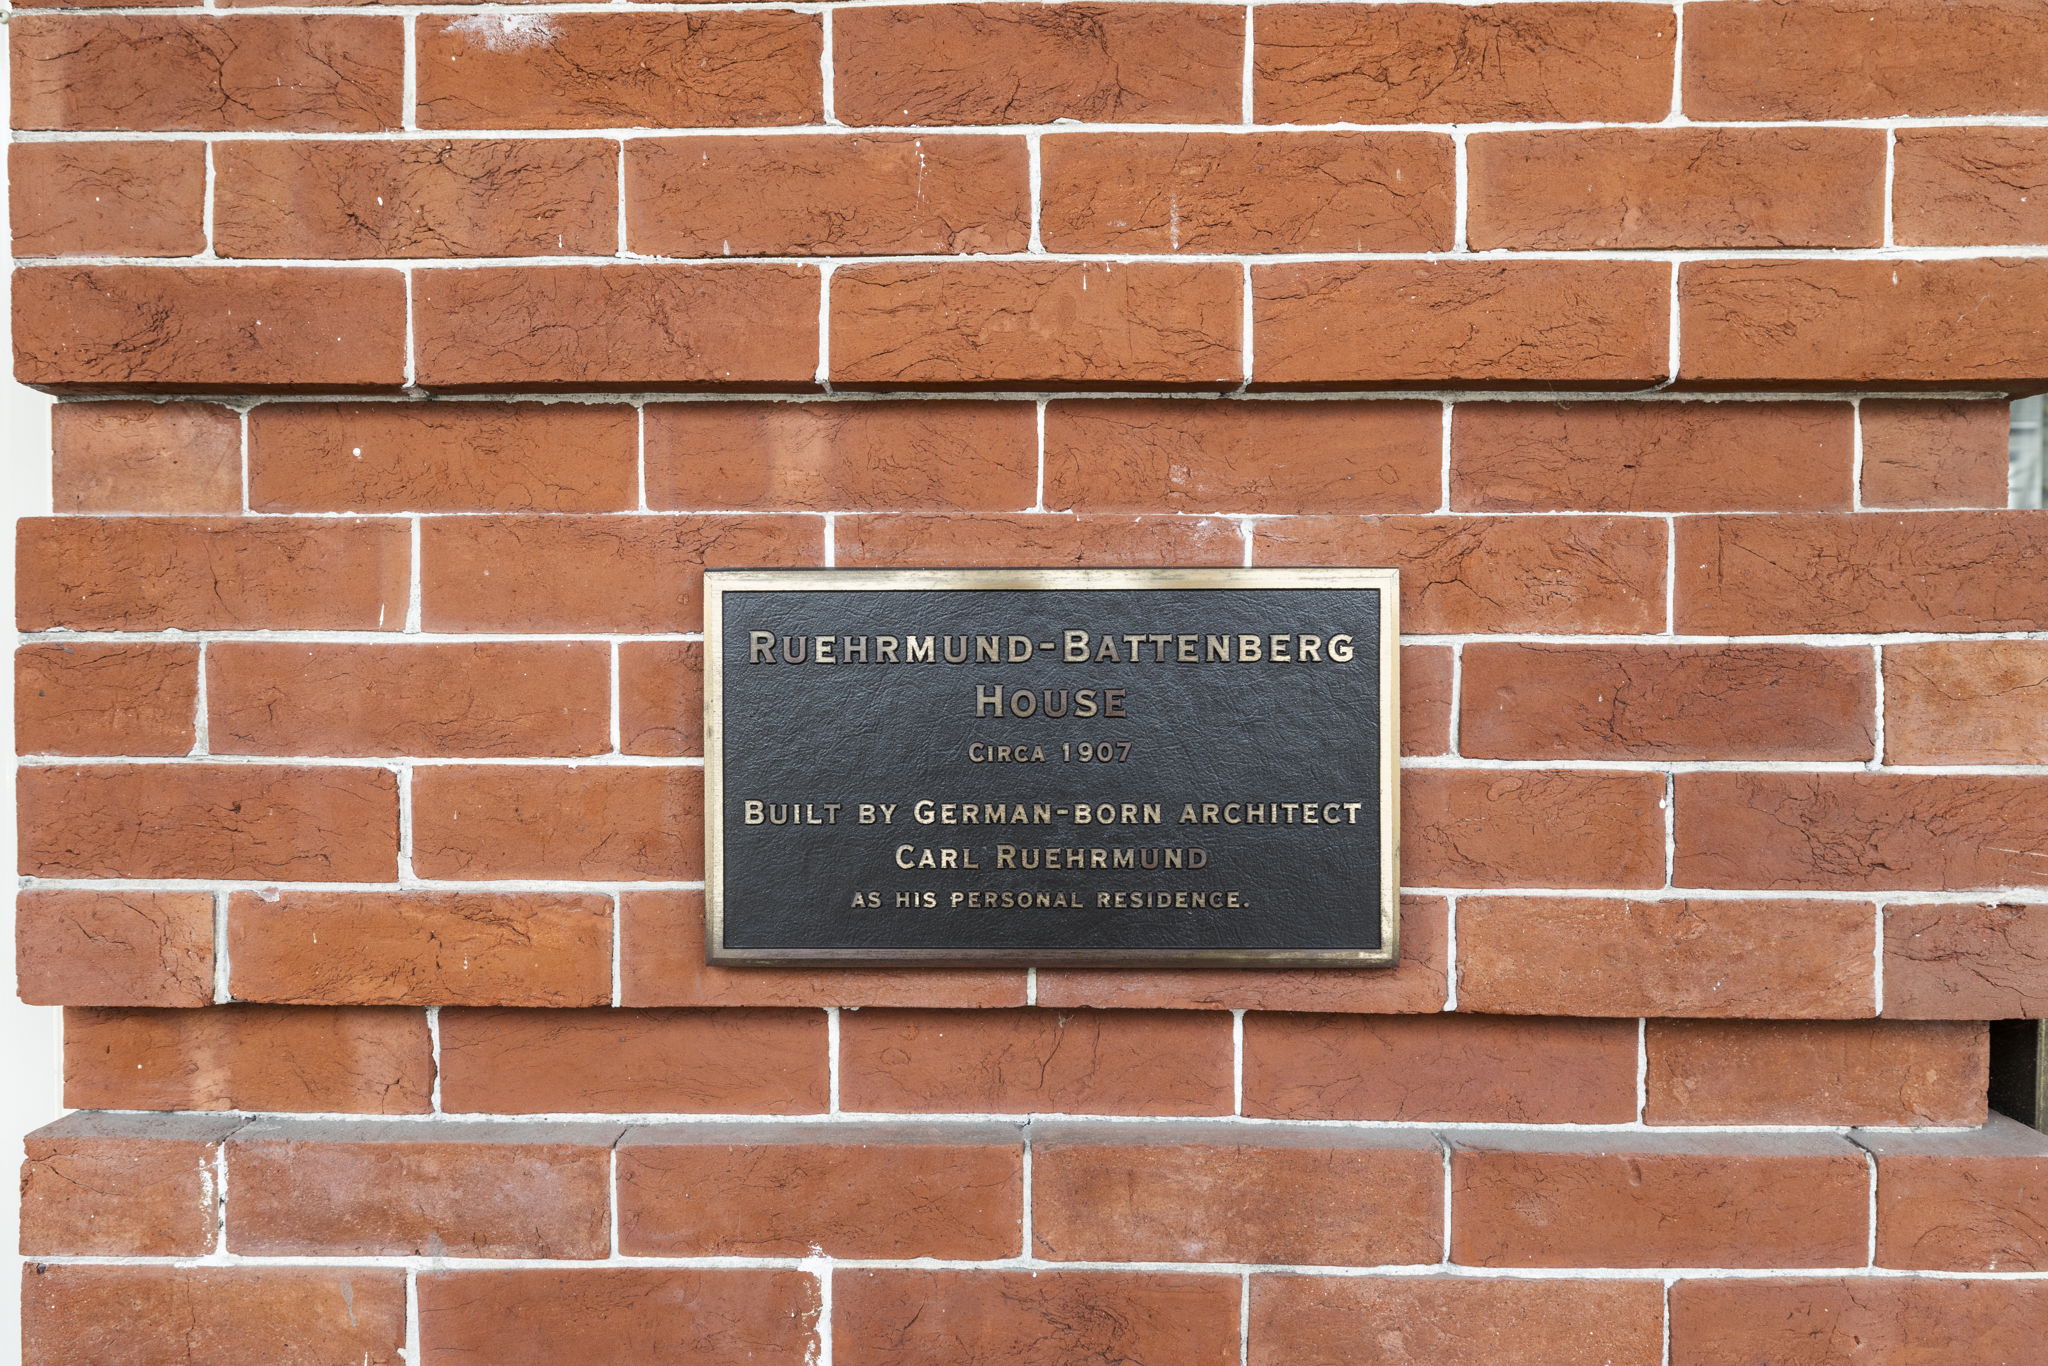 Ruehrmund-Battenberg
House
Circa 1907
Built by German-born architect
Carl Ruehrmund
as his personal residence.